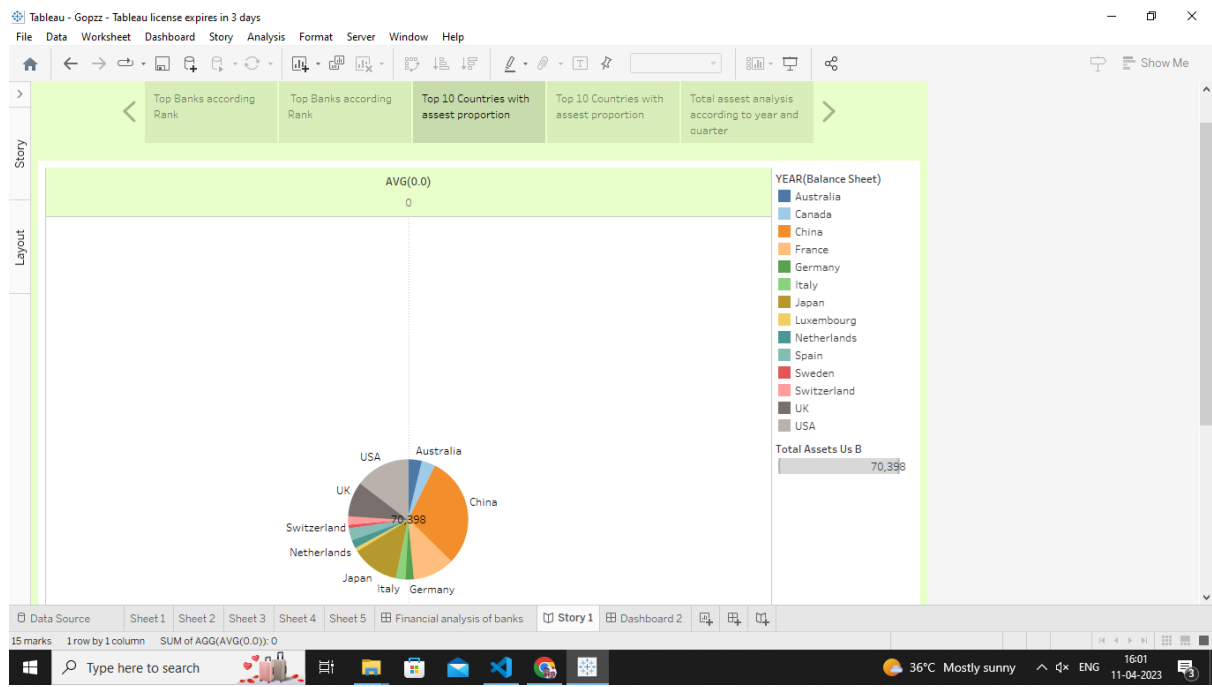 Tableau - Gopzz - Tableau license expires in 3 days
File Data Worksheet Dashboard Story Analysis Format Server Window Help
Show Me
Story
Layout
Top Banks according
Rank
Top Banks according
Rank
Top 10 Countries with
assest proportion
Top 10 Countries with
assest proportion
Total assest analysis
according to year and
quarter
AVG(0.0)
0
USA
Australia
UK
China
70,398
Switzerland
Netherlands
Japan
Italy
Germany
YEAR(Balance Sheet)
Australia
Canada
China
France
Germany
Italy
Japan
Luxembourg
Netherlands
Spain
Sweden
Switzerland
UK
USA
Total Assets Us B
70,398
Data Source Sheet 1 Sheet 2 Sheet 3 Sheet 4 Sheet 5 Financial analysis of banks Story 1 Dashboard 2
15 marks 1 row by 1 column SUM of AGG(AVG(0.0)): 0
Type here to search
36°C Mostly sunny
ENG
16:01
11-04-2023
3